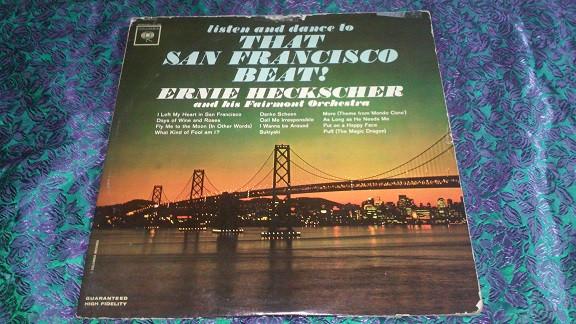 listen and dance to
THAT
SAN FRANCISCO
BEAT!
ERNIE HECKSCHER
and his Fairmont Orchestra
I Left My Heart in San Francisco
Days of Wine and Roses
Fly Me to the Moon (In Other Words)
What Kind of Fool am I?
Danke Schoen
Call Me Irresponsible
I Wanna be Around
Sukiyaki
More (Theme from "Mondo Cane")
As Long as He Needs Me
Put on a Happy Face
Puff (The Magic Dragon)
GUARANTEED
HIGH FIDELITY